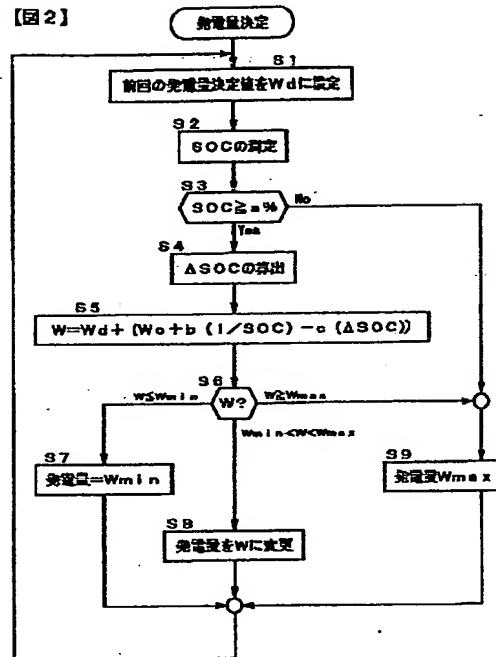 【図2】
発電量決定
S1
前回の発電量決定値をWdに設定
S2
SOCの測定
S3
SOC≧a%
No
Yes
S4
ΔSOCの算出
S5
W=Wd+(Wo+b(1/SOC)-c(ΔSOC))
S6
W≦Wmin
W?
W≧Wmax
Wmin<W<Wmax
S7
発電量=Wmin
S9
発電量Wmax
S8
発電量をWに変更